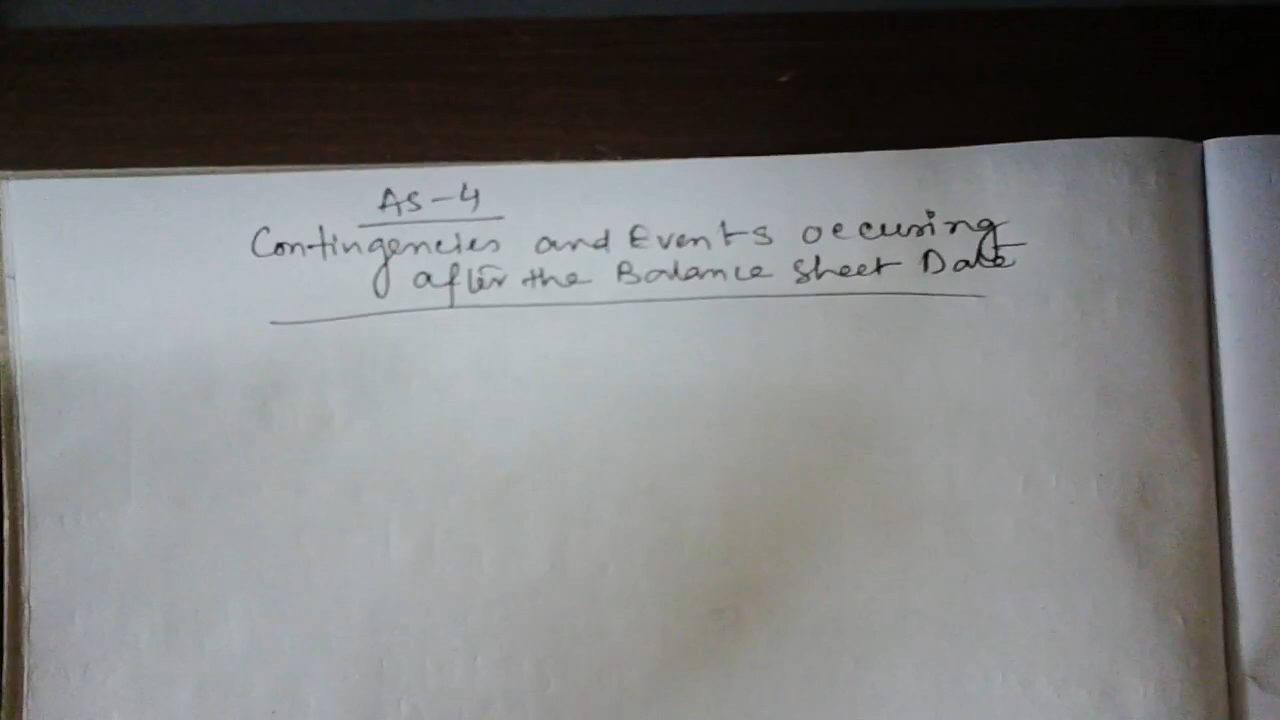 AS-4
Contingencies and Events occuring
after the Balance Sheet Date